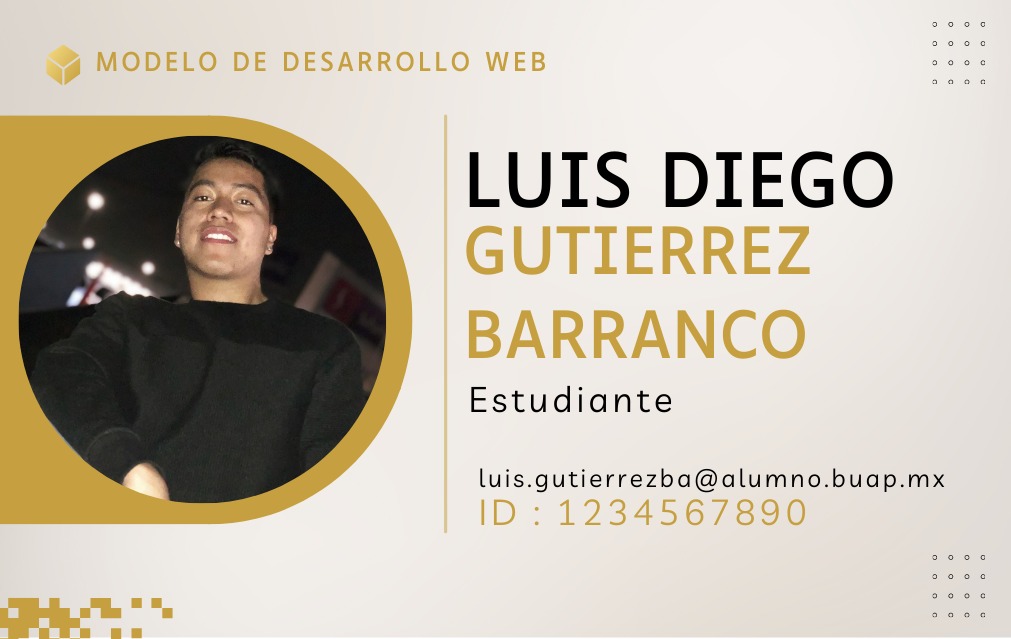 MODELO DE DESARROLLO WEB
LUIS DIEGO
GUTIERREZ
BARRANCO
Estudiante
luis.gutierrezba@alumno.buap.mx
ID : 1234567890